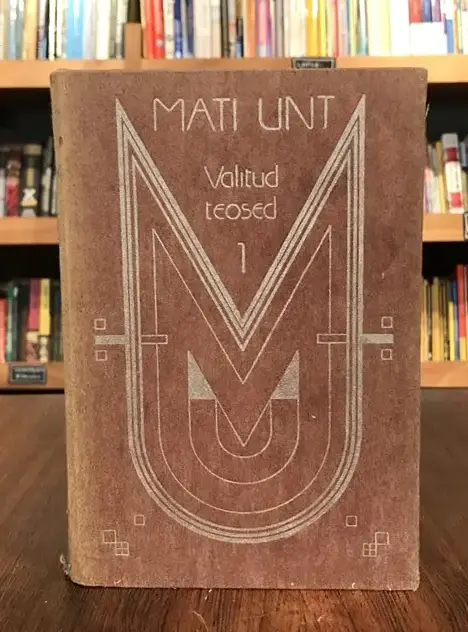 MATI UNT
Valitud
teosed
1